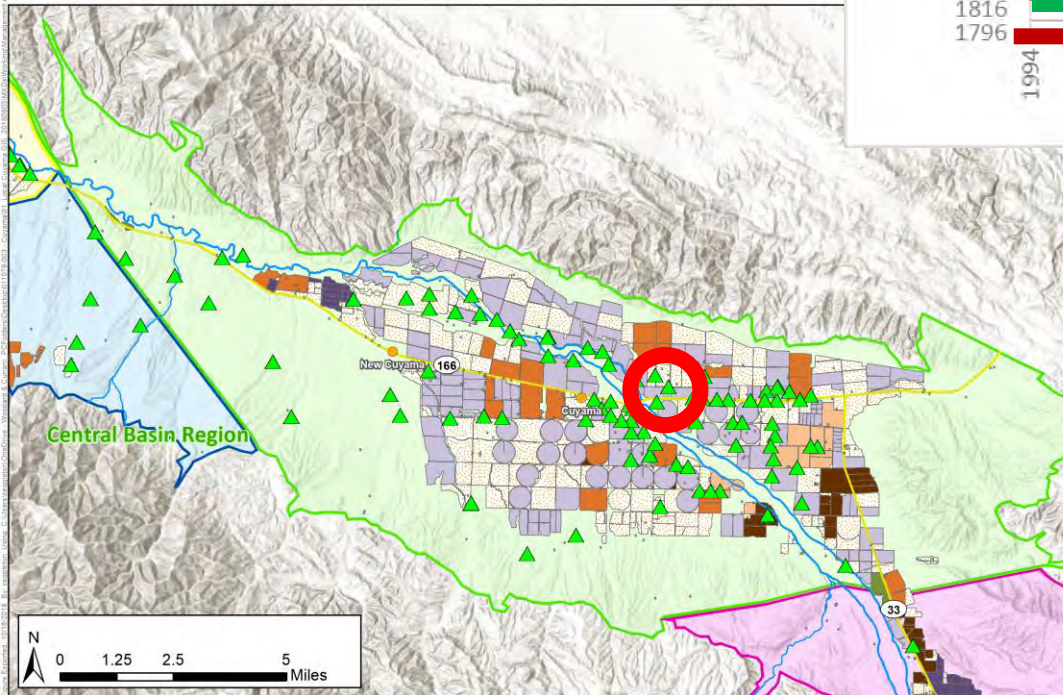 1816
1796
1994
New Cuyama
166
Cuyama
Central Basin Region
33
N
0 1.25 2.5 5
Miles